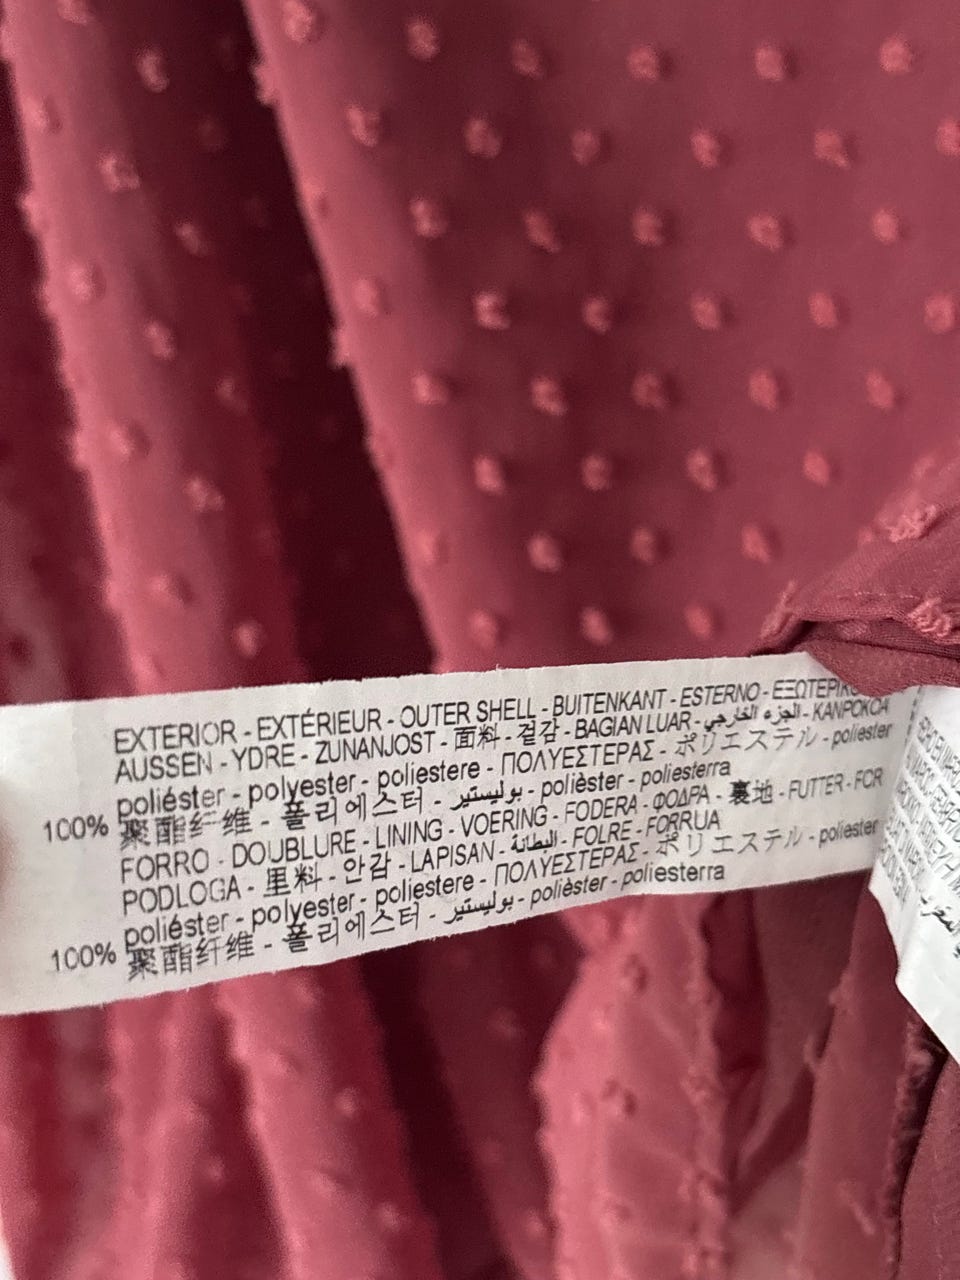 EXTERIOR - EXTÉRIEUR - OUTER SHELL - BUITENKANT - ESTERNO - ΕΞΩΤΕΡΙΚΟ
AUSSEN - YDRE - ZUNANJOST - 面料 - 겉감 - BAGIAN LUAR - الجزء الخارجي - KANPOKOA
100% poliéster - polyester - poliestere - ΠΟΛΥΕΣΤΕΡΑΣ - ポリエステル - poliester
聚酯纤维 - 폴리에스터 - بوليستير - polièster - poliesterra
FORRO - DOUBLURE - LINING - VOERING - FODERA - ΦΟΔΡΑ - 裏地 - FUTTER - FOR
PODLOGA - 里料 - 안감 - LAPISAN - البطانة - FOLRE - FORRUA
100% poliéster - polyester - poliestere - ΠΟΛΥΕΣΤΕΡΑΣ - ポリエステル - poliester
聚酯纤维 - 폴리에스터 - بوليستير - polièster - poliesterra